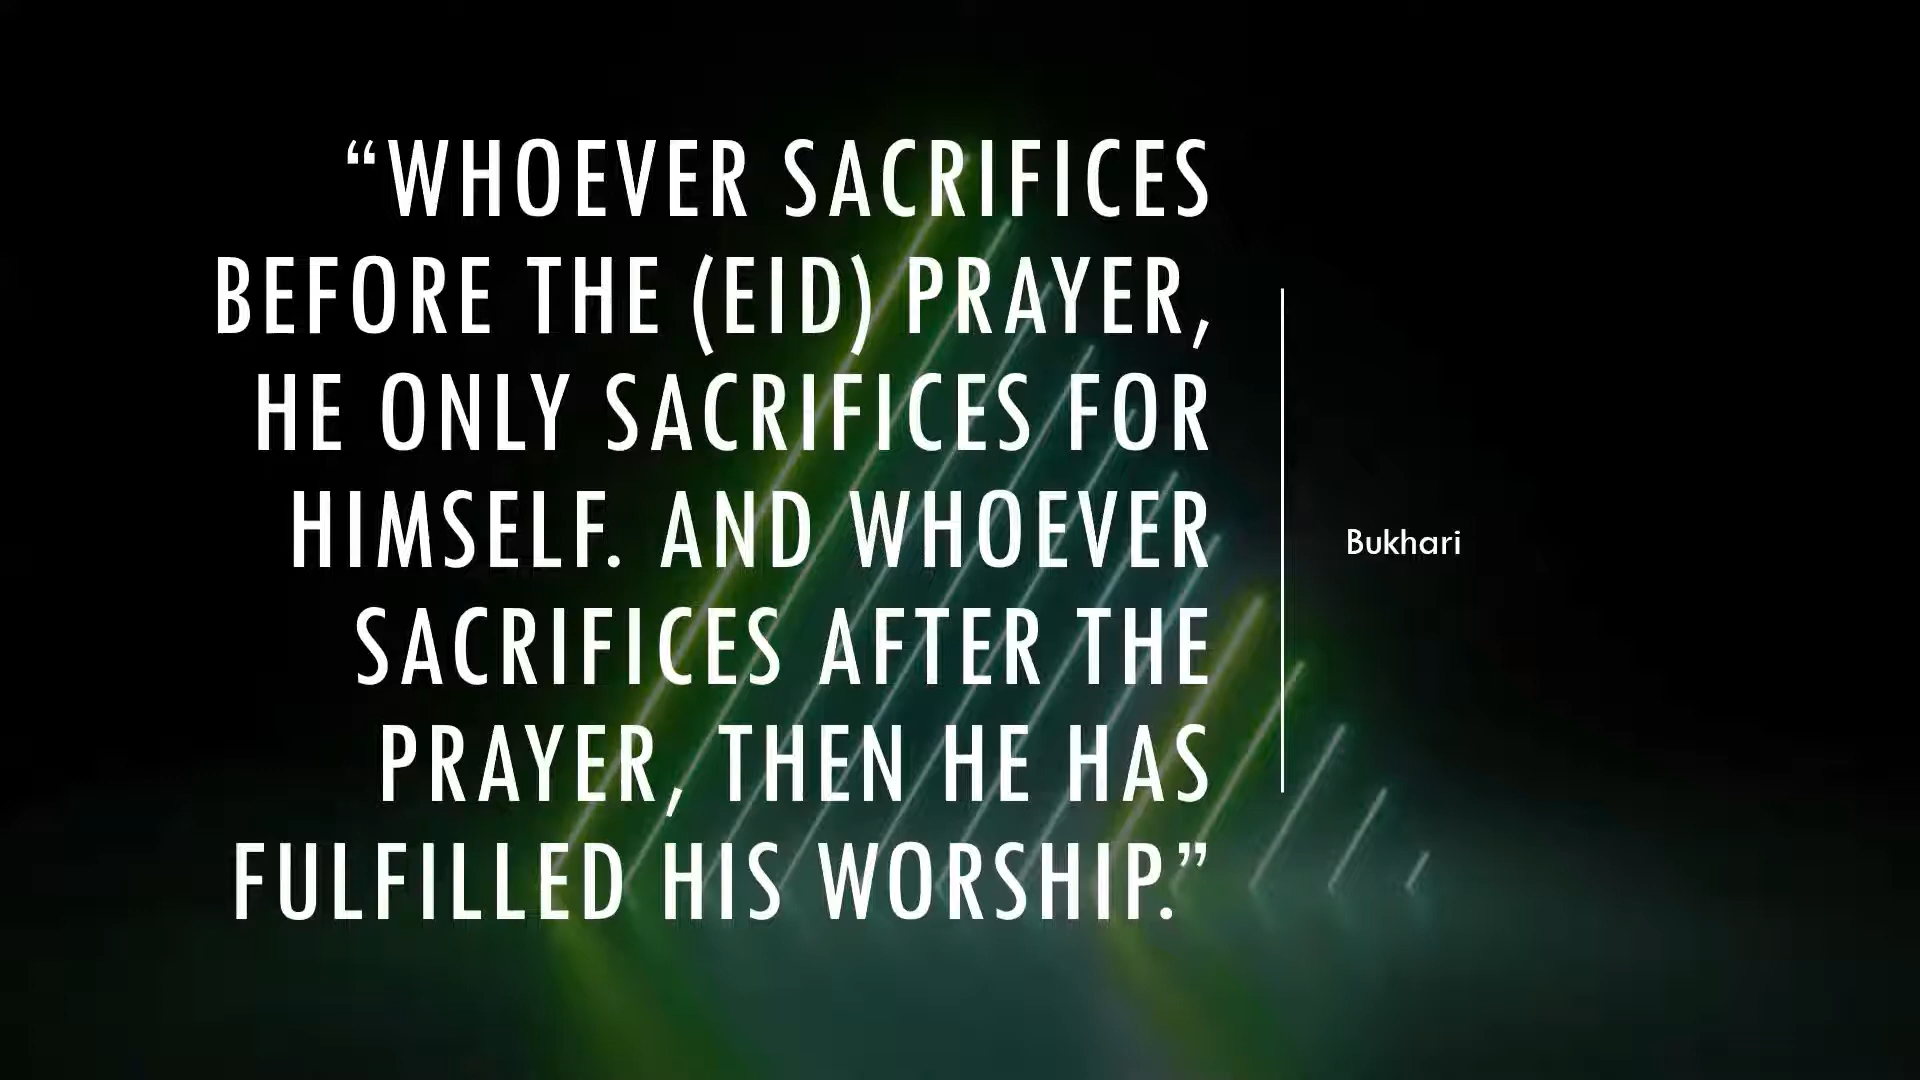 “WHOEVER SACRIFICES
BEFORE THE (EID) PRAYER,
HE ONLY SACRIFICES FOR
HIMSELF. AND WHOEVER
SACRIFICES AFTER THE
PRAYER, THEN HE HAS
FULFILLED HIS WORSHIP.”
Bukhari